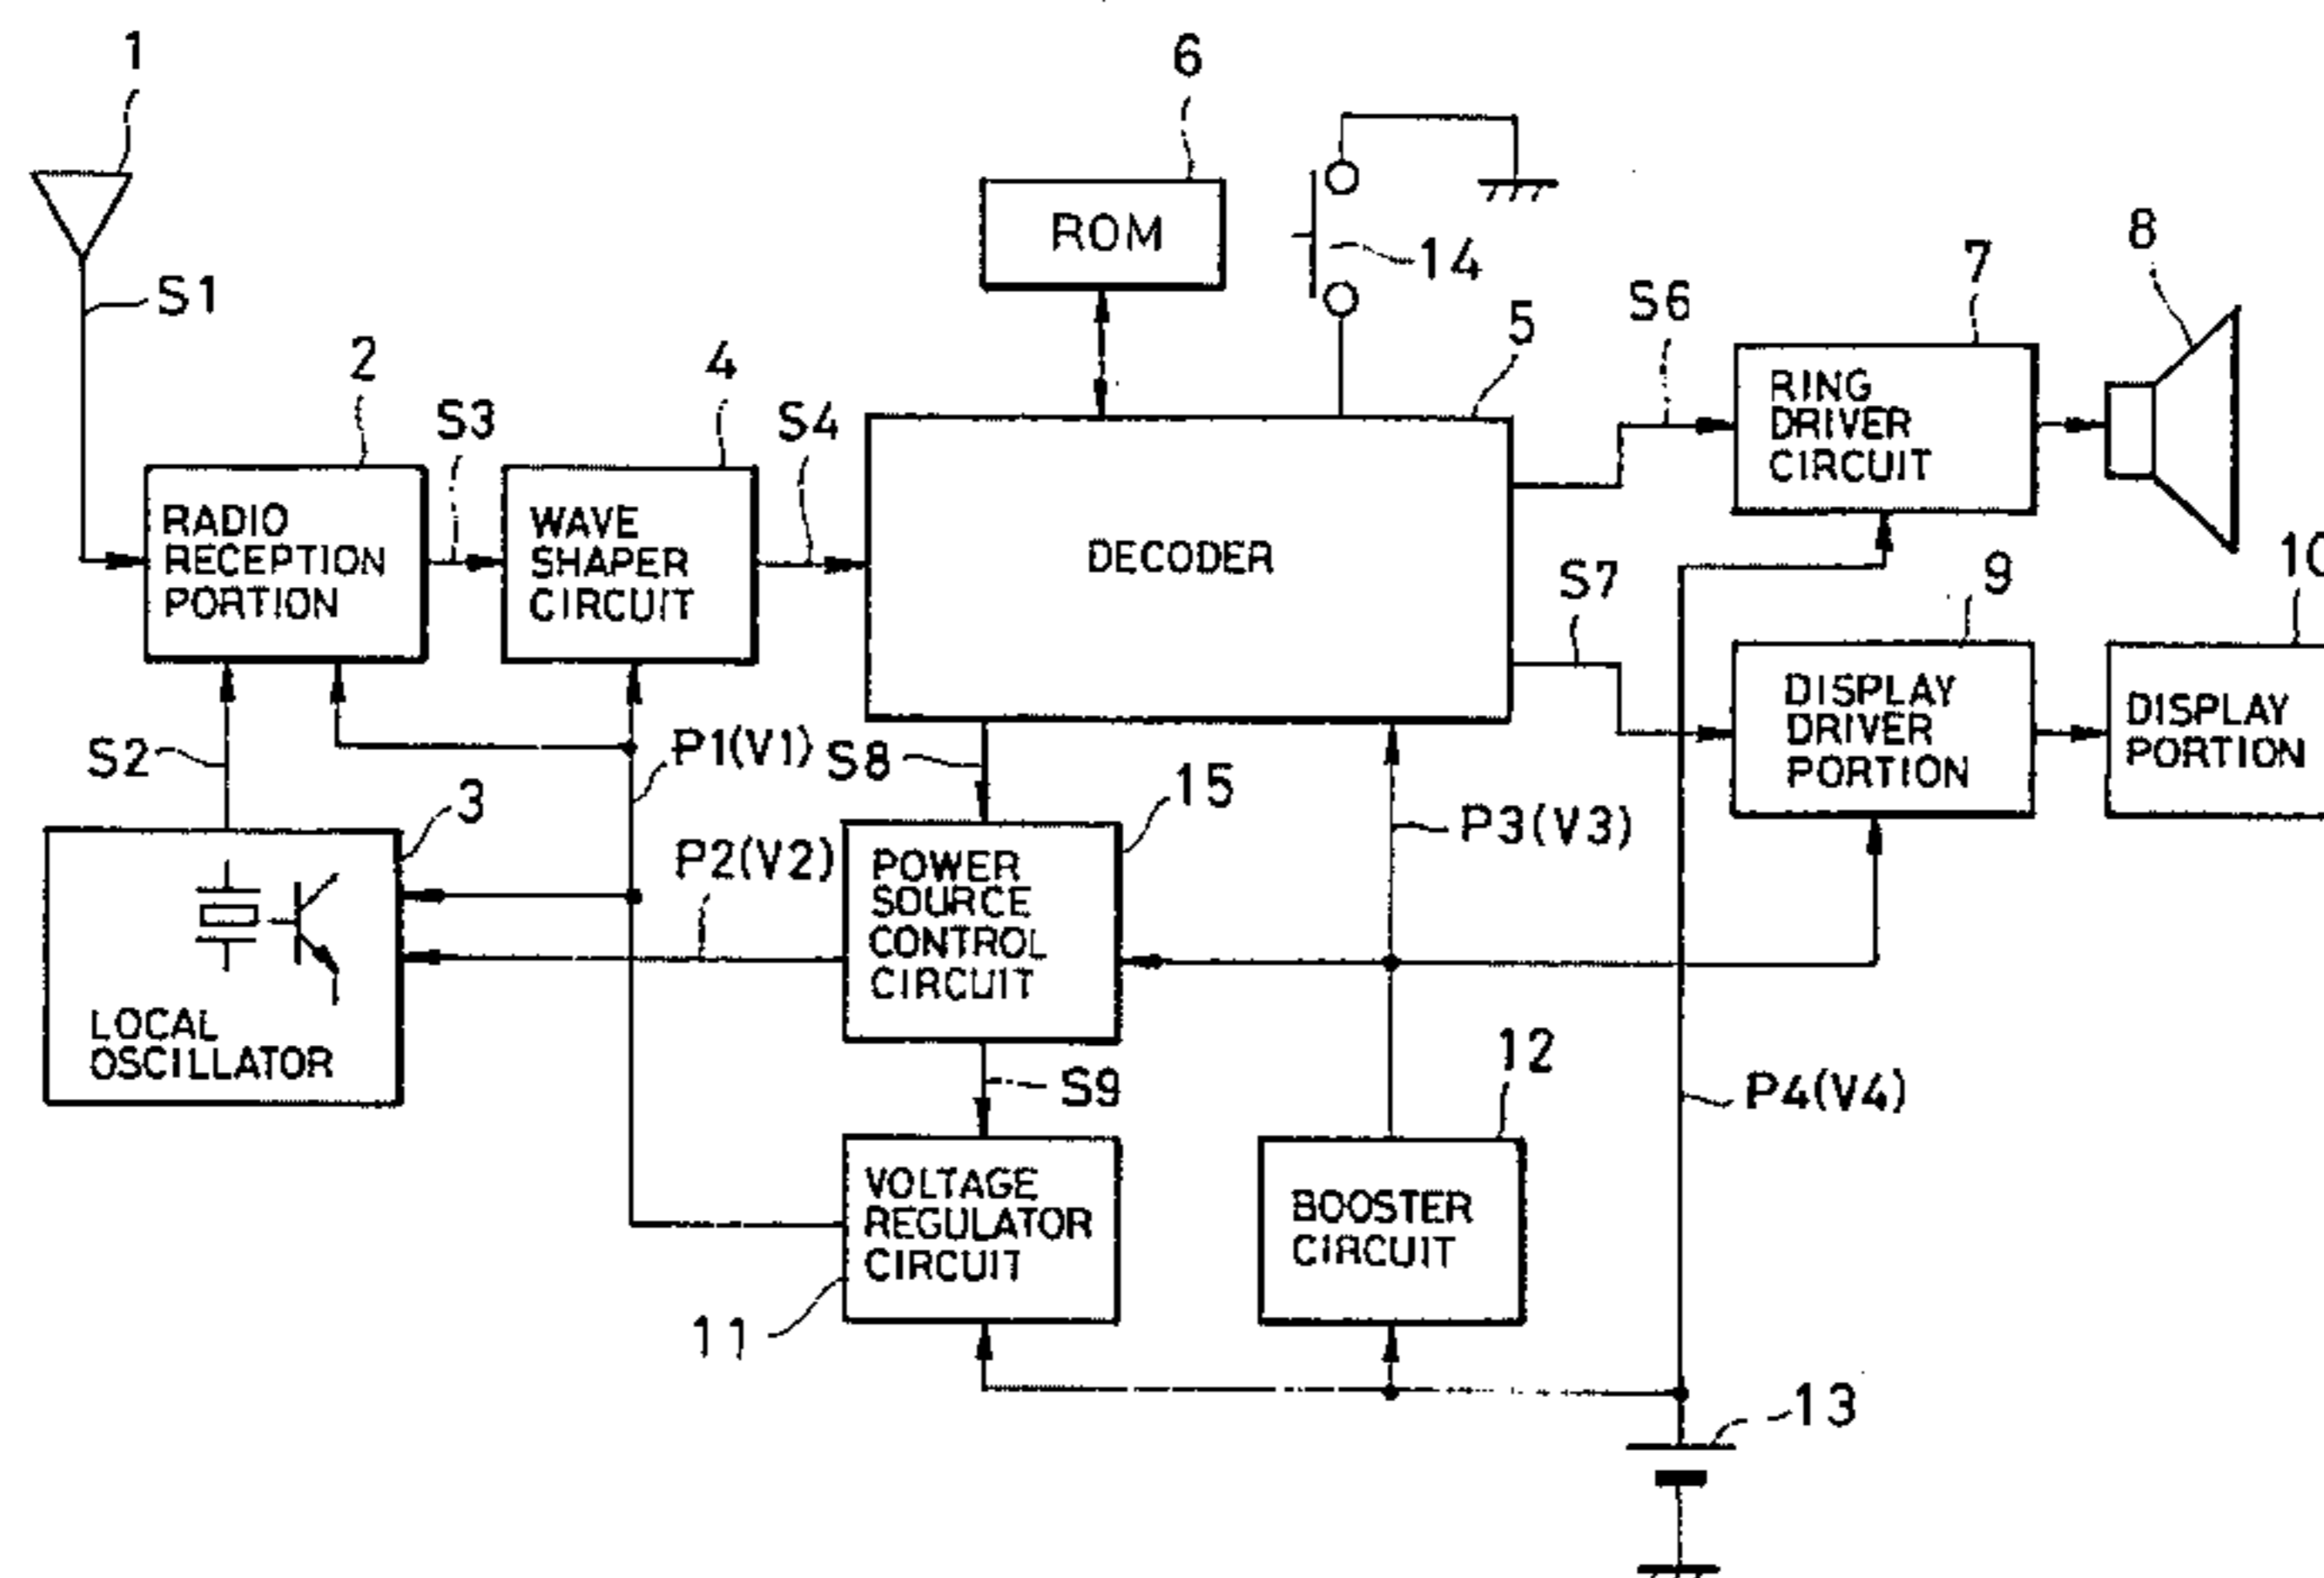 1
6
ROM
14
8
7
S1
S6
5
2
4
S3
S4
RING
DRIVER
CIRCUIT
RADIO
RECEPTION
PORTION
WAVE
SHAPER
CIRCUIT
DECODER
S7
9
10
DISPLAY
DRIVER
PORTION
DISPLAY
PORTION
S2
P1(V1)
S8
15
3
P2(V2)
P3(V3)
POWER
SOURCE
CONTROL
CIRCUIT
LOCAL
OSCILLATOR
S9
12
P4(V4)
VOLTAGE
REGULATOR
CIRCUIT
BOOSTER
CIRCUIT
11
13